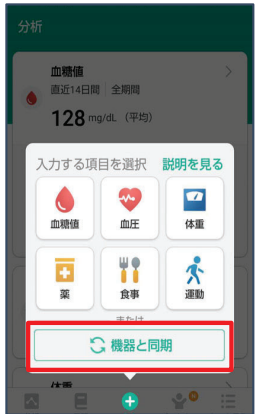 分析
血糖値
直近14日間 全期間
128 mg/dL (平均)
入力する項目を選択 説明を見る
血糖値 血圧 体重
薬 食事 運動
または
機器と同期
体重